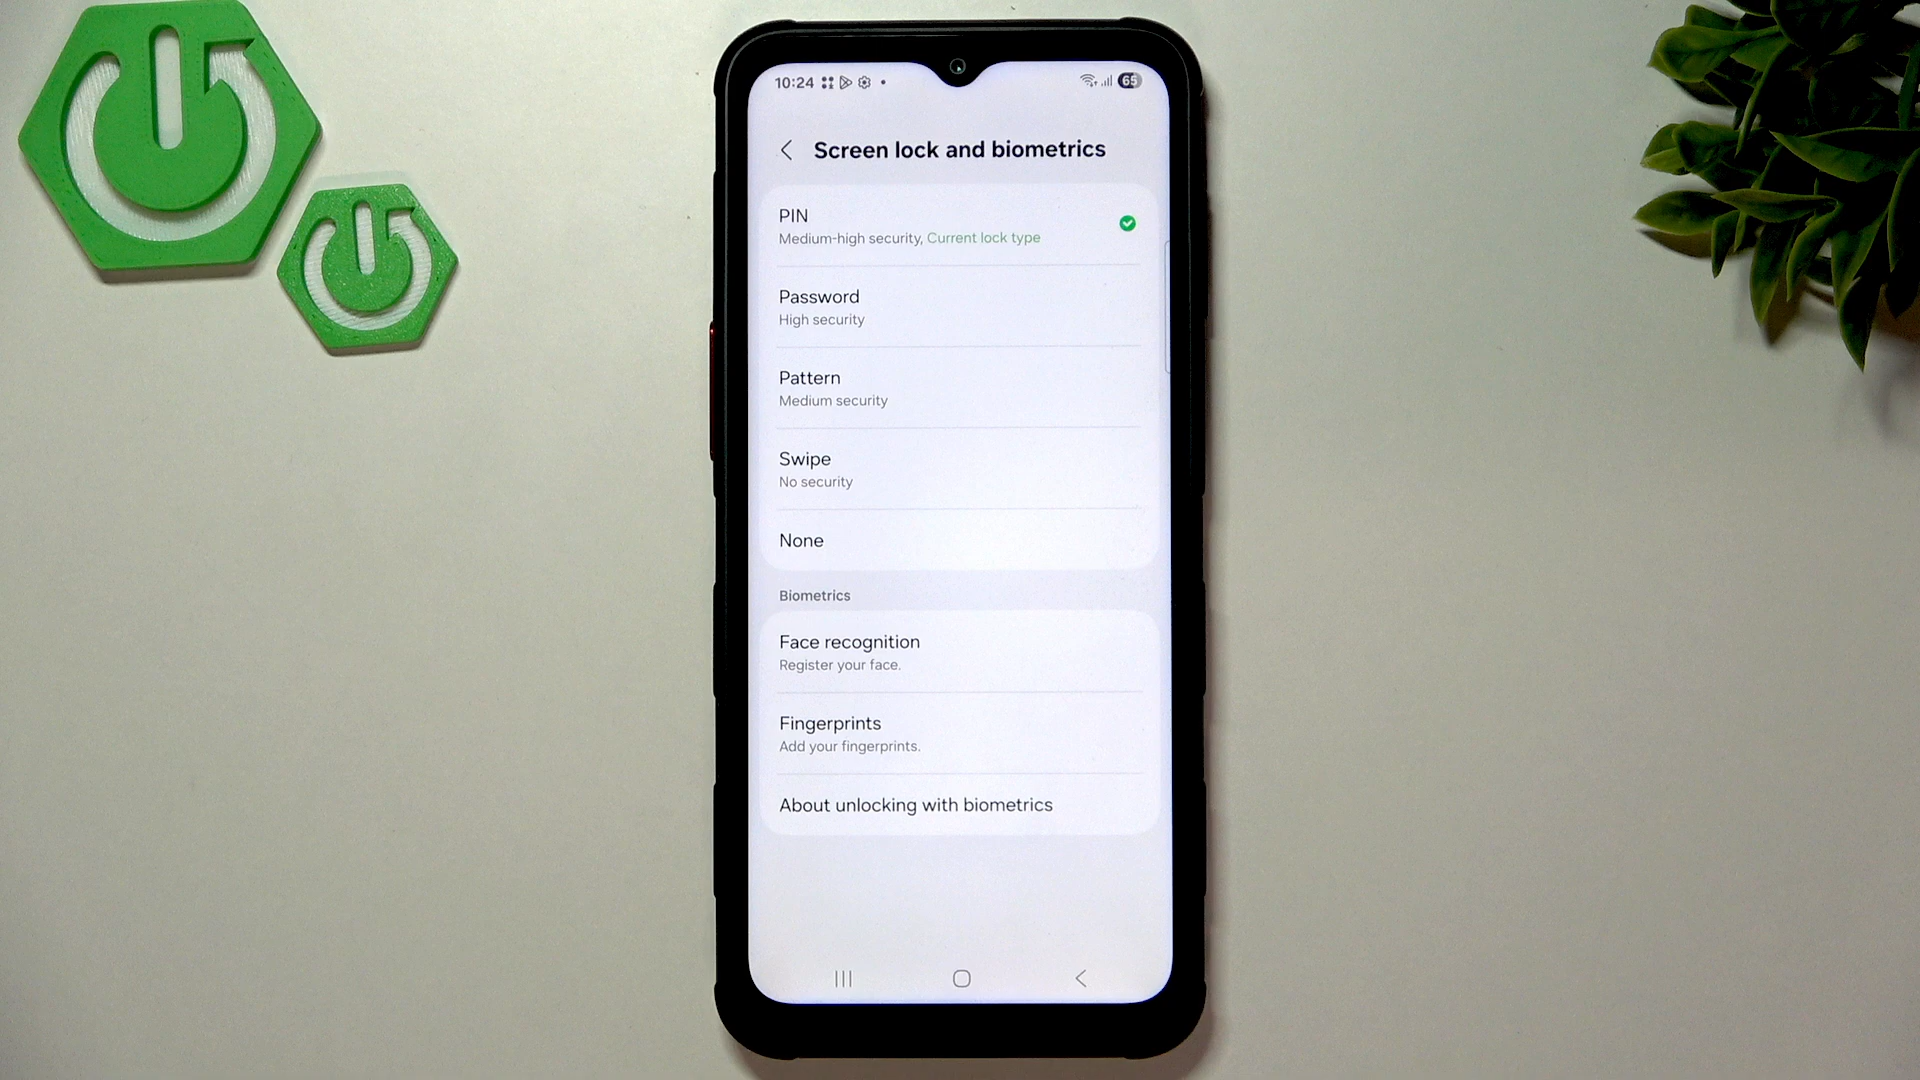 10:24
65
Screen lock and biometrics
PIN
Medium-high security, Current lock type
Password
High security
Pattern
Medium security
Swipe
No security
None
Biometrics
Face recognition
Register your face.
Fingerprints
Add your fingerprints.
About unlocking with biometrics